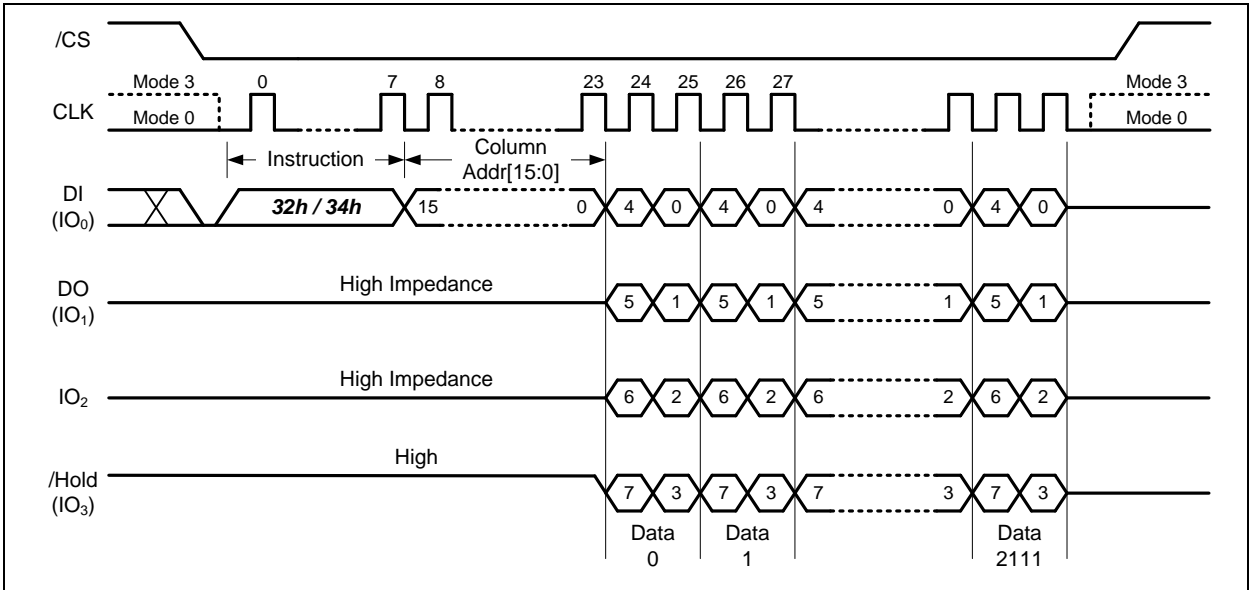 /CS
Mode 3 0 7 8 23 24 25 26 27 Mode 3
CLK
Mode 0 Mode 0
Instruction Column
Addr[15:0]
DI
(IO0) 32h / 34h 15 0 4 0 4 0 4 0 4 0
High Impedance
DO
(IO1) 5 1 5 1 5 1 5 1
High Impedance
IO2 6 2 6 2 6 2 6 2
High
/Hold
(IO3) 7 3 7 3 7 3 7 3
Data Data Data
0 1 2111